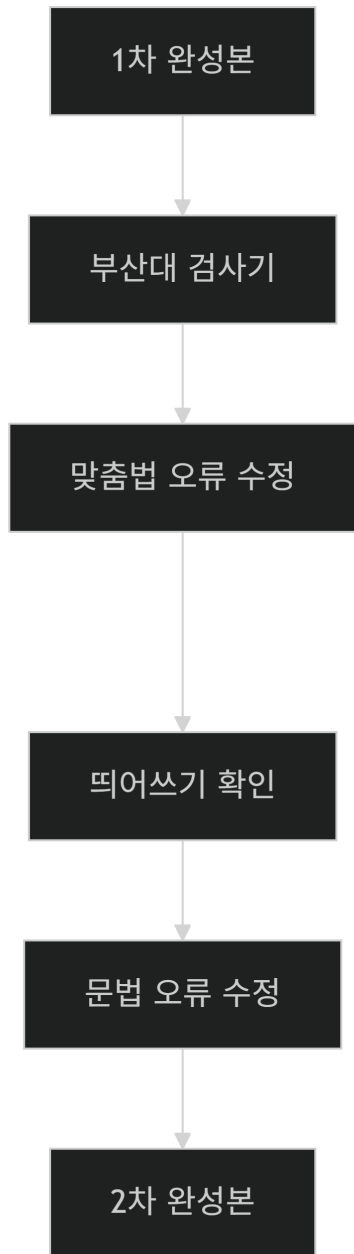 1차 완성본
부산대 검사기
맞춤법 오류 수정
띄어쓰기 확인
문법 오류 수정
2차 완성본